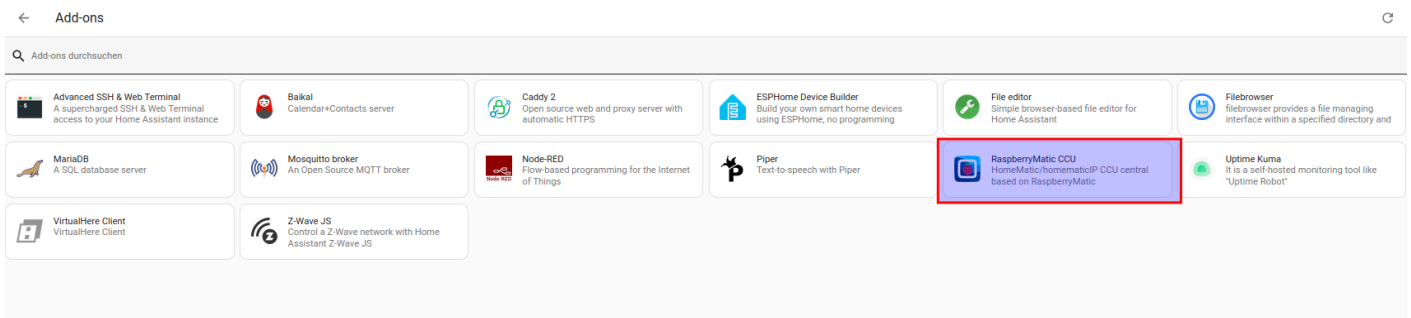 Add-ons
Add-ons durchsuchen
Advanced SSH & Web Terminal
A supercharged SSH & Web Terminal
access to your Home Assistant instance
Baikal
Calendar+Contacts server
Caddy 2
Open source web and proxy server with
automatic HTTPS
ESPHome Device Builder
Build your own smart home devices
using ESPHome, no programming
File editor
Simple browser-based file editor for
Home Assistant
Filebrowser
filebrowser provides a file managing
interface within a specified directory and
MariaDB
A SQL database server
Mosquitto broker
An Open Source MQTT broker
Node-RED
Node-RED
Flow-based programming for the Internet
of Things
Piper
Text-to-speech with Piper
RaspberryMatic CCU
HomeMatic/homematicIP CCU central
based on RaspberryMatic
Uptime Kuma
It is a self-hosted monitoring tool like
"Uptime Robot"
VirtualHere Client
VirtualHere Client
Z-Wave JS
Control a Z-Wave network with Home
Assistant Z-Wave JS